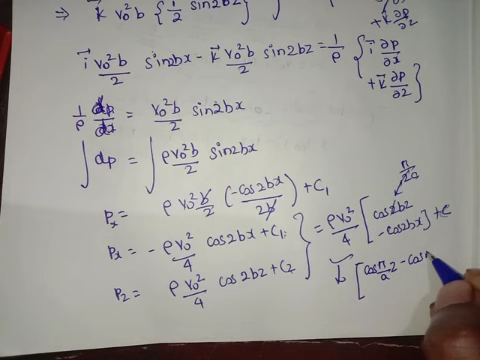 ⇒ k⃗ v₀²b { 1/2 sin2bz }
+k⃗ ∂p/∂z
i⃗ v₀²b/2 sin2bx - k⃗ v₀²b/2 sin2bz = 1/ρ { i⃗ ∂p/∂x + k⃗ ∂p/∂z }
1/ρ dp/dx = v₀²b/2 sin2bx
∫ dp = ∫ ρv₀²b/2 sin2bx
Px = ρ v₀²b/2 (-cos2bx/2b) + C₁
Px = - ρv₀²/4 cos2bx + C₁
Pz = ρ v₀²/4 cos2bz + C₂
= ρv₀²/4 [ cos2bz - cos2bx ] + C
π/2a
[ cos π/a z - cos